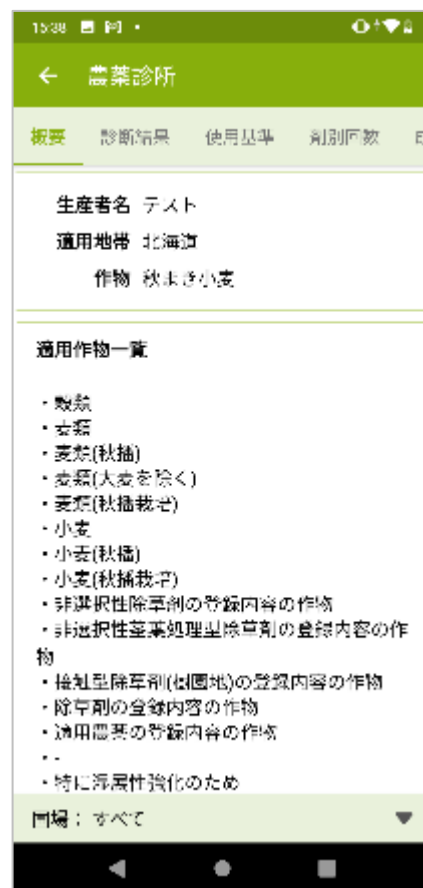 15:38
農薬診断
概要 診断結果 使用基準 剤別回数
生産者名 テスト
適用地帯 北海道
作物 秋まき小麦
適用作物一覧
・穀類
・麦類
・麦類(秋播)
・麦類(大麦を除く)
・麦類(秋播栽培)
・小麦
・小麦(秋播)
・小麦(秋播栽培)
・非選択性除草剤の登録内容の作物
・非選択性茎葉処理型除草剤の登録内容の作
物
・接触型除草剤(樹園地)の登録内容の作物
・除草剤の登録内容の作物
・適用農薬の登録内容の作物
・-
・特に展着性強化のため
圃場： すべて